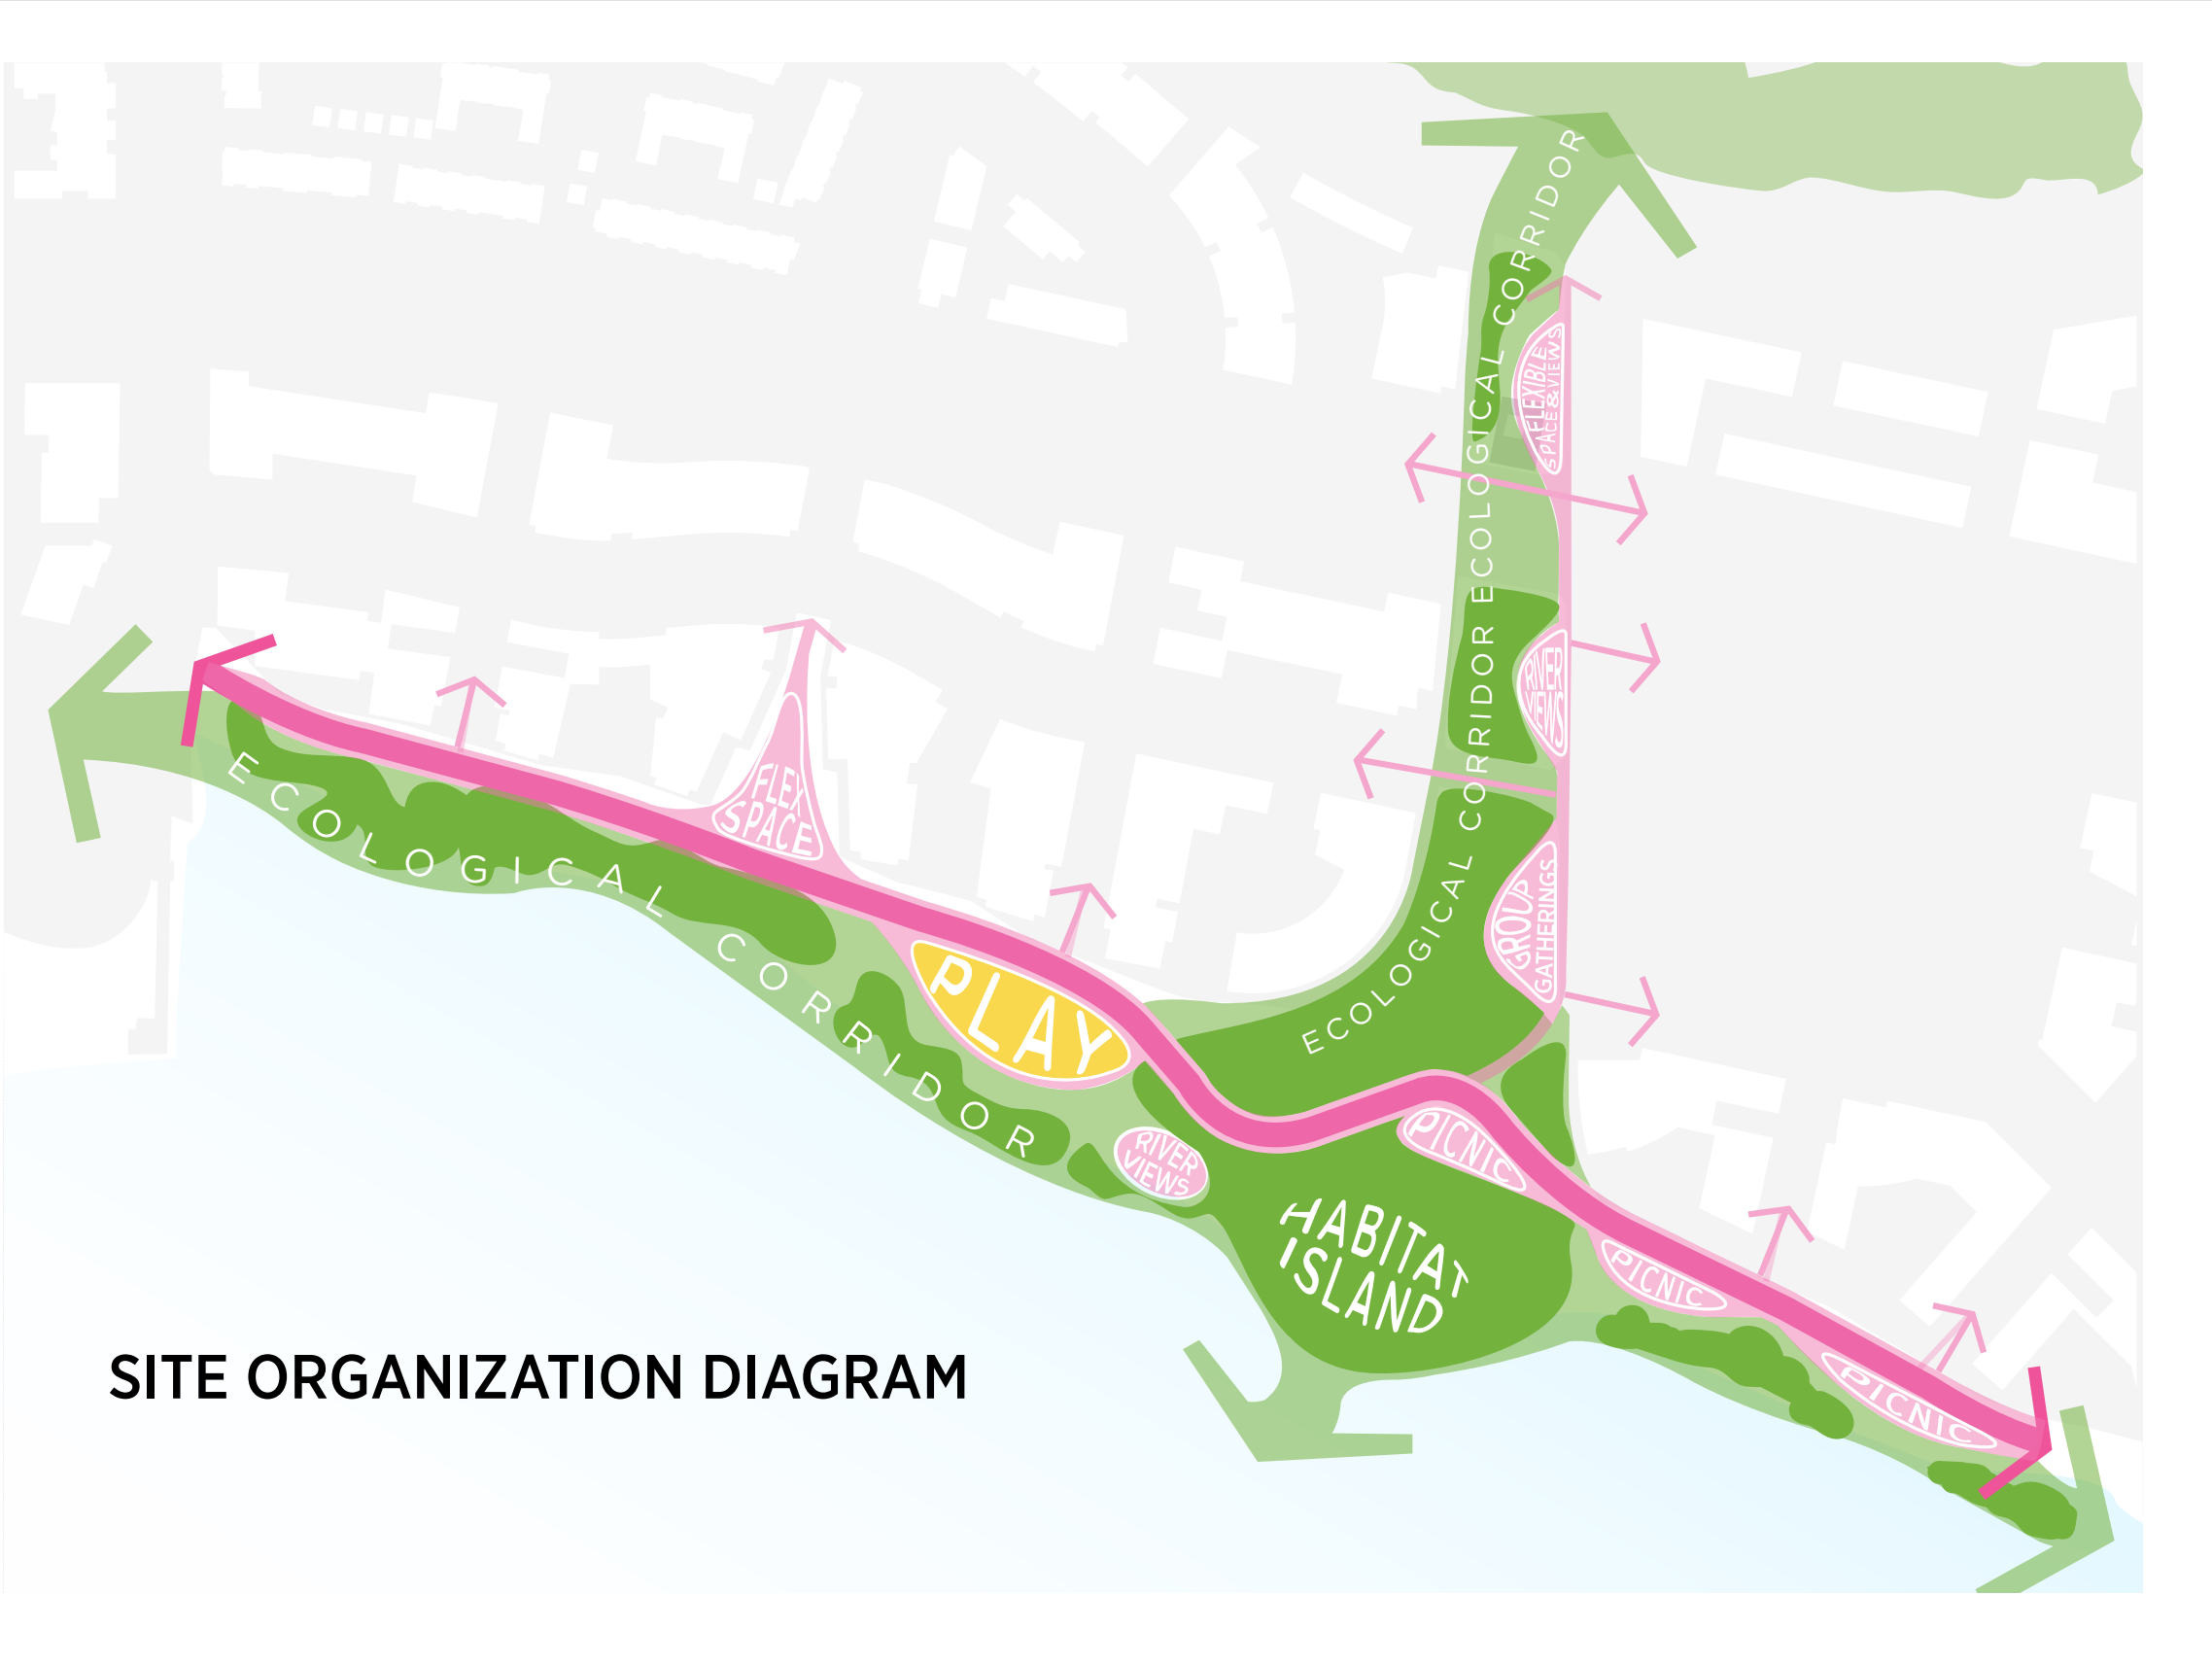 ECOLOGICAL CORRIDOR
ECOLOGICAL CORRIDOR ECOLOGICAL CORRIDOR
FLEXIBLE
SPACE & VIEWS
RIVER
VIEWS
GROUP
GATHERINGS
FLEX
SPACE
PLAY
RIVER
VIEWS
PICNIC
HABITAT
ISLAND
PICNIC
PICNIC
SITE ORGANIZATION DIAGRAM